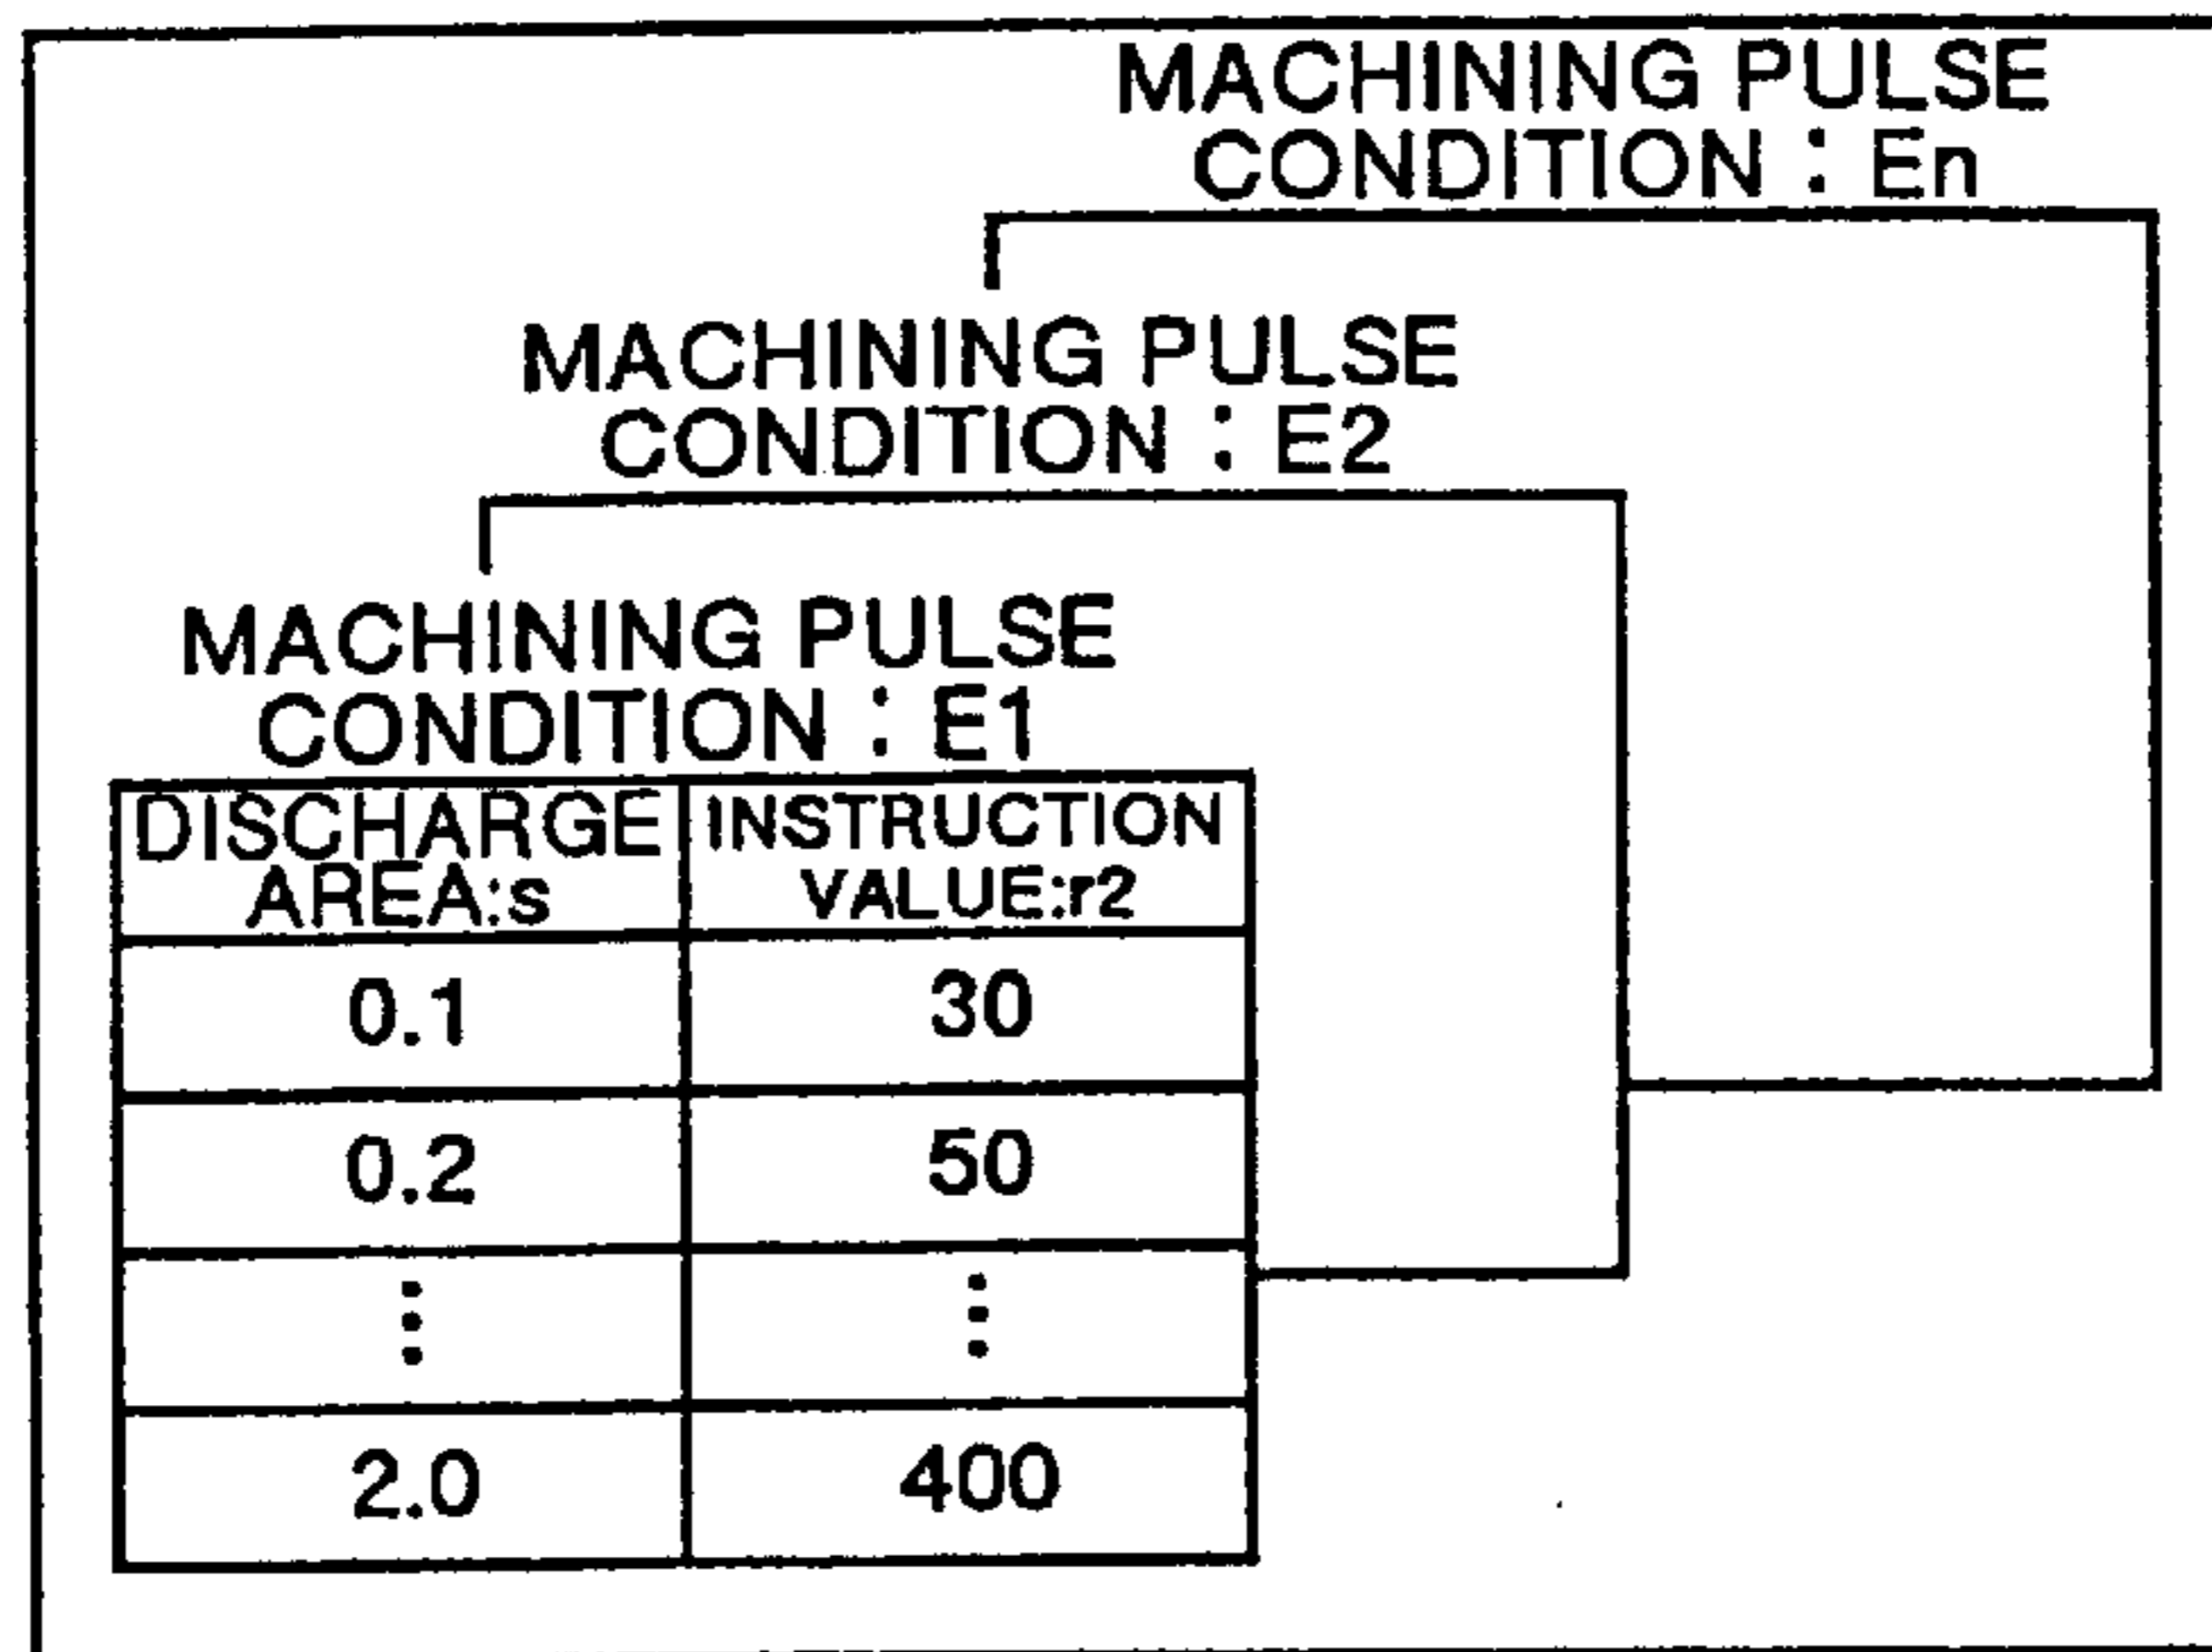 MACHINING PULSE
CONDITION : En
MACHINING PULSE
CONDITION : E2
MACHINING PULSE
CONDITION : E1
DISCHARGE AREA:s INSTRUCTION VALUE:r2
0.1 30
0.2 50
⋮ ⋮
2.0 400